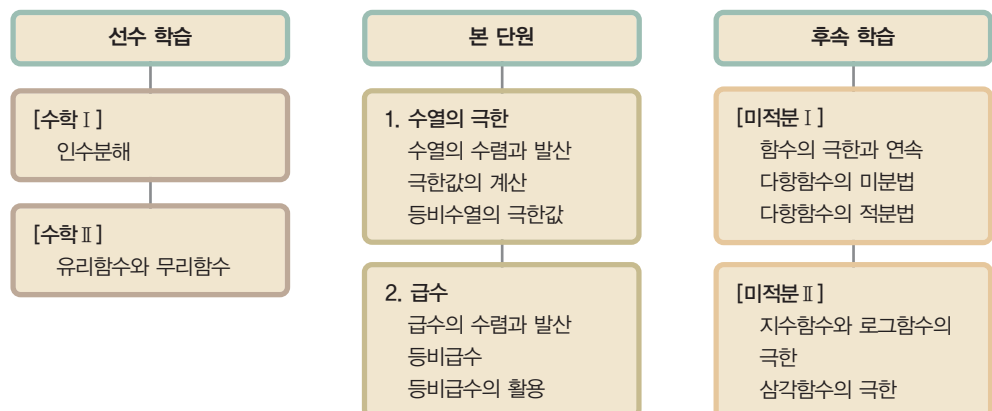 선수 학습
[수학 Ⅰ]
인수분해
[수학 Ⅱ]
유리함수와 무리함수
본 단원
1. 수열의 극한
수열의 수렴과 발산
극한값의 계산
등비수열의 극한값
2. 급수
급수의 수렴과 발산
등비급수
등비급수의 활용
후속 학습
[미적분 Ⅰ]
함수의 극한과 연속
다항함수의 미분법
다항함수의 적분법
[미적분 Ⅱ]
지수함수와 로그함수의
극한
삼각함수의 극한